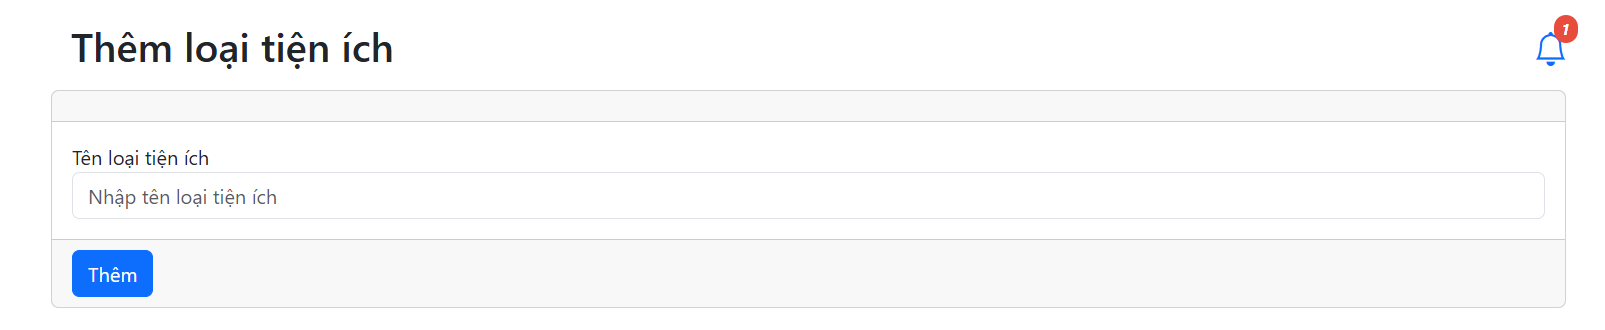 Thêm loại tiện ích
1
Tên loại tiện ích
Nhập tên loại tiện ích
Thêm